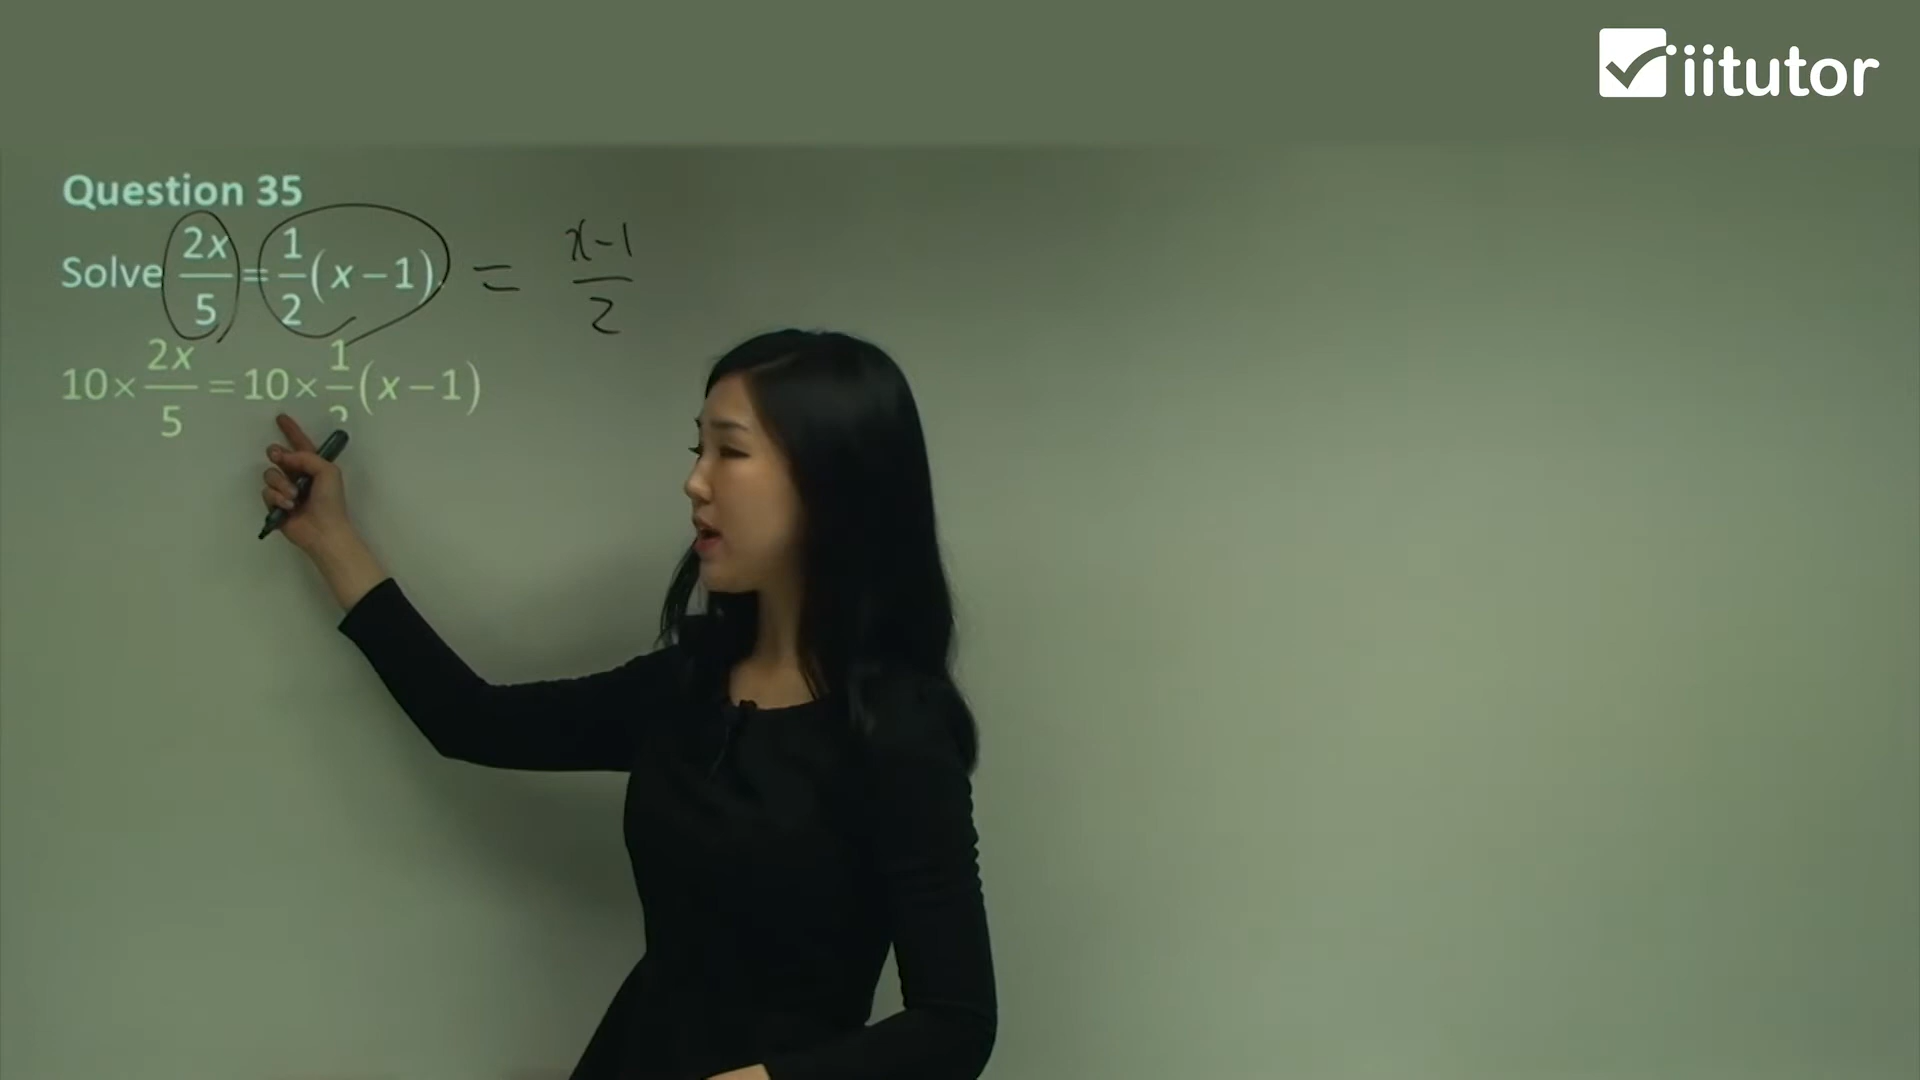 iitutor
Question 35
Solve 2x/5 = 1/2 (x − 1). = x-1/2
10 × 2x/5 = 10 × 1/2 (x − 1)